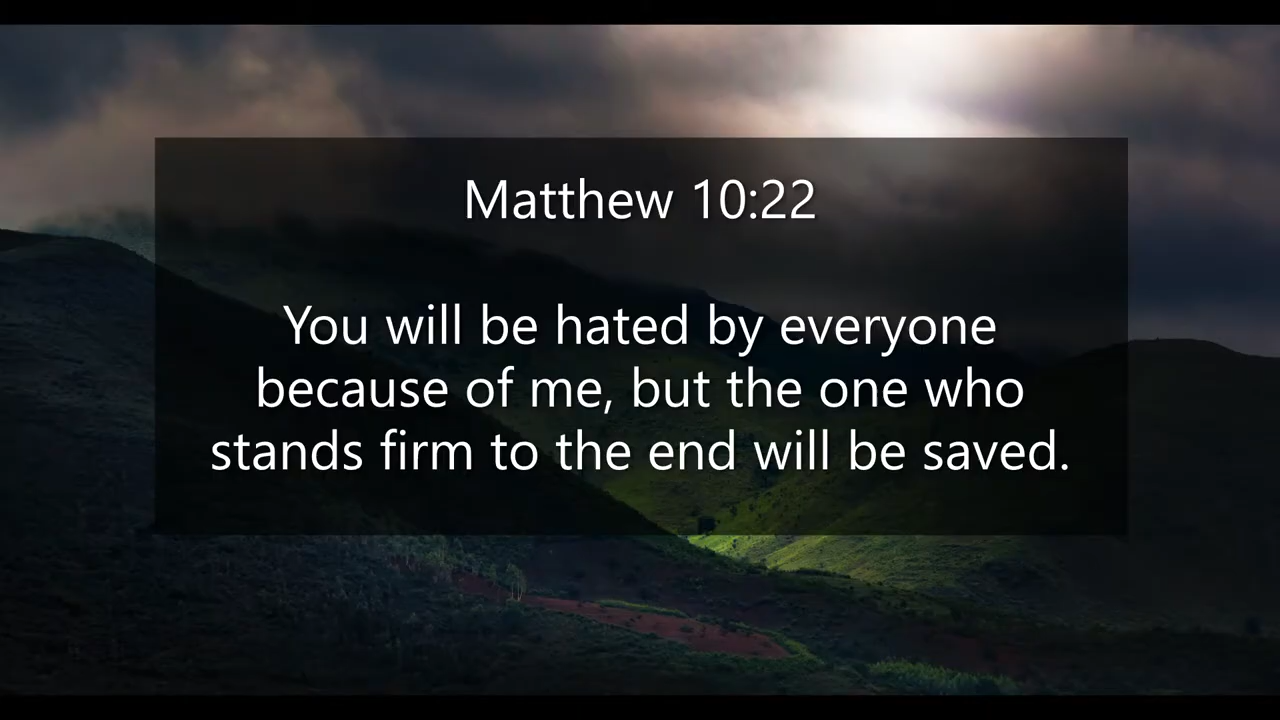 Matthew 10:22
You will be hated by everyone
because of me, but the one who
stands firm to the end will be saved.